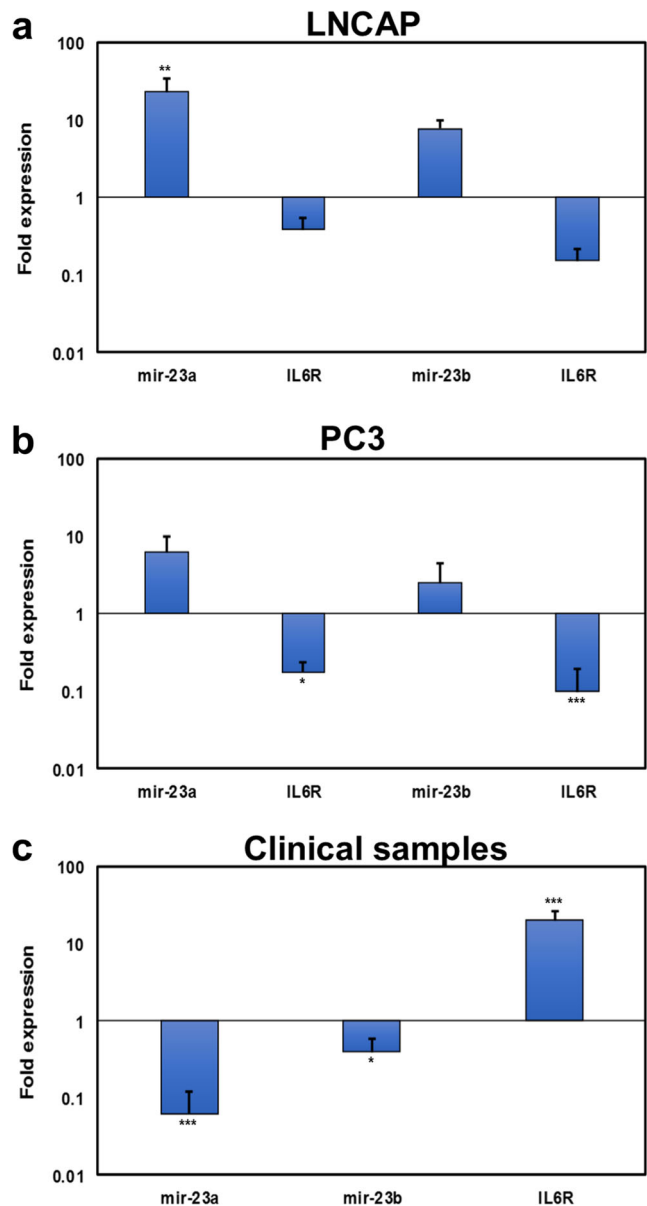 a
LNCAP
Fold expression
100
10
1
0.1
0.01
**
mir-23a
IL6R
mir-23b
IL6R
b
PC3
Fold expression
100
10
1
0.1
0.01
*
***
mir-23a
IL6R
mir-23b
IL6R
c
Clinical samples
Fold expression
100
10
1
0.1
0.01
***
*
***
mir-23a
mir-23b
IL6R